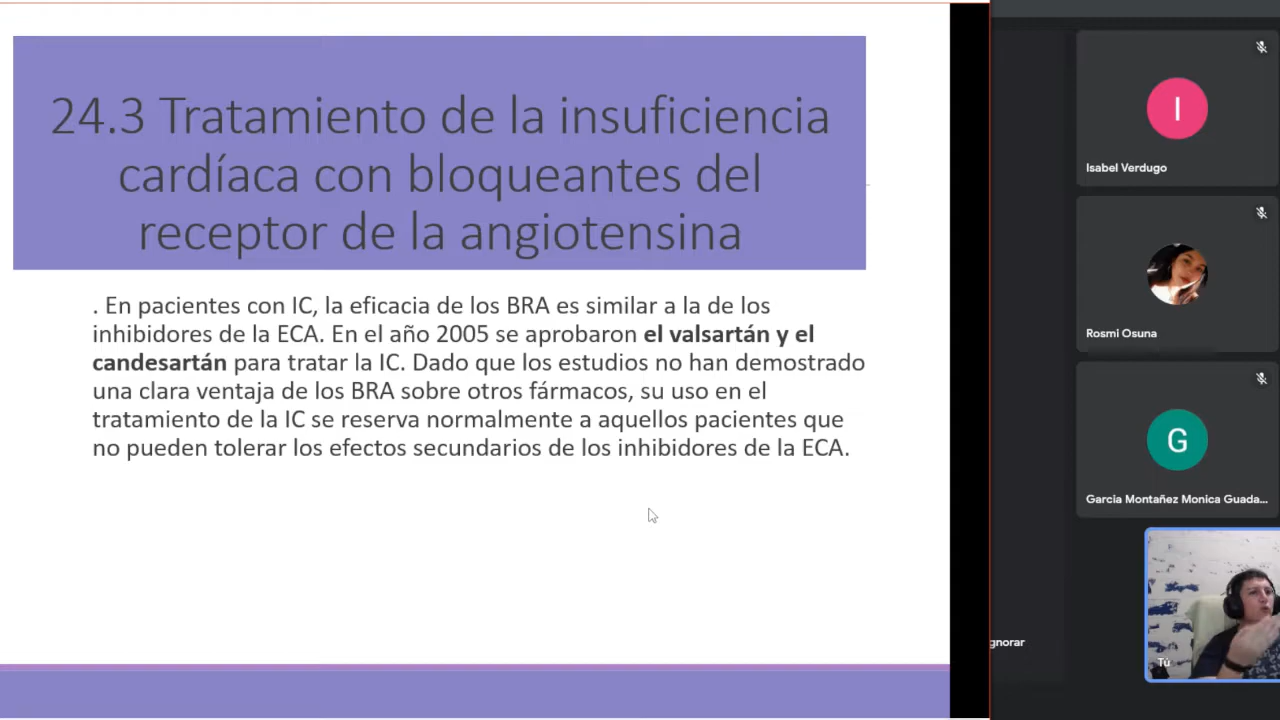 24.3 Tratamiento de la insuficiencia
cardíaca con bloqueantes del
receptor de la angiotensina
. En pacientes con IC, la eficacia de los BRA es similar a la de los
inhibidores de la ECA. En el año 2005 se aprobaron el valsartán y el
candesartán para tratar la IC. Dado que los estudios no han demostrado
una clara ventaja de los BRA sobre otros fármacos, su uso en el
tratamiento de la IC se reserva normalmente a aquellos pacientes que
no pueden tolerar los efectos secundarios de los inhibidores de la ECA.
I
Isabel Verdugo
Rosmi Osuna
G
Garcia Montañez Monica Guada...
gnorar
Tú